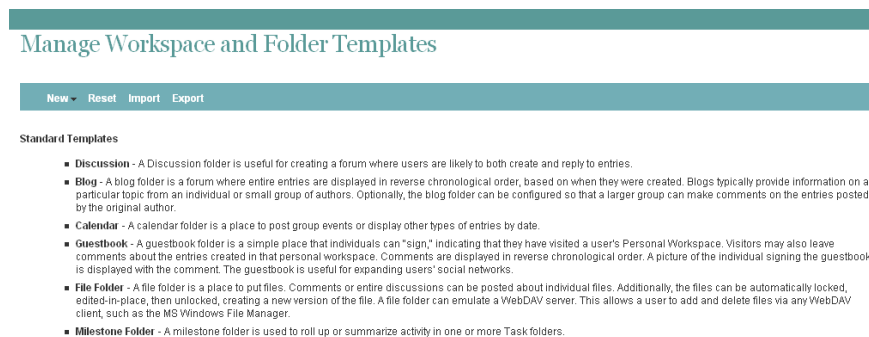 Manage Workspace and Folder Templates
New Reset Import Export
Standard Templates
Discussion - A Discussion folder is useful for creating a forum where users are likely to both create and reply to entries.
Blog - A blog folder is a forum where entire entries are displayed in reverse chronological order, based on when they were created. Blogs typically provide information on a
particular topic from an individual or small group of authors. Optionally, the blog folder can be configured so that a larger group can make comments on the entries posted
by the original author.
Calendar - A calendar folder is a place to post group events or display other types of entries by date.
Guestbook - A guestbook folder is a simple place that individuals can "sign," indicating that they have visited a user's Personal Workspace. Visitors may also leave
comments about the entries created in that personal workspace. Comments are displayed in reverse chronological order. A picture of the individual signing the guestbook
is displayed with the comment. The guestbook is useful for expanding users' social networks.
File Folder - A file folder is a place to put files. Comments or entire discussions can be posted about individual files. Additionally, the files can be automatically locked,
edited-in-place, then unlocked, creating a new version of the file. A file folder can emulate a WebDAV server. This allows a user to add and delete files via any WebDAV
client, such as the MS Windows File Manager.
Milestone Folder - A milestone folder is used to roll up or summarize activity in one or more Task folders.